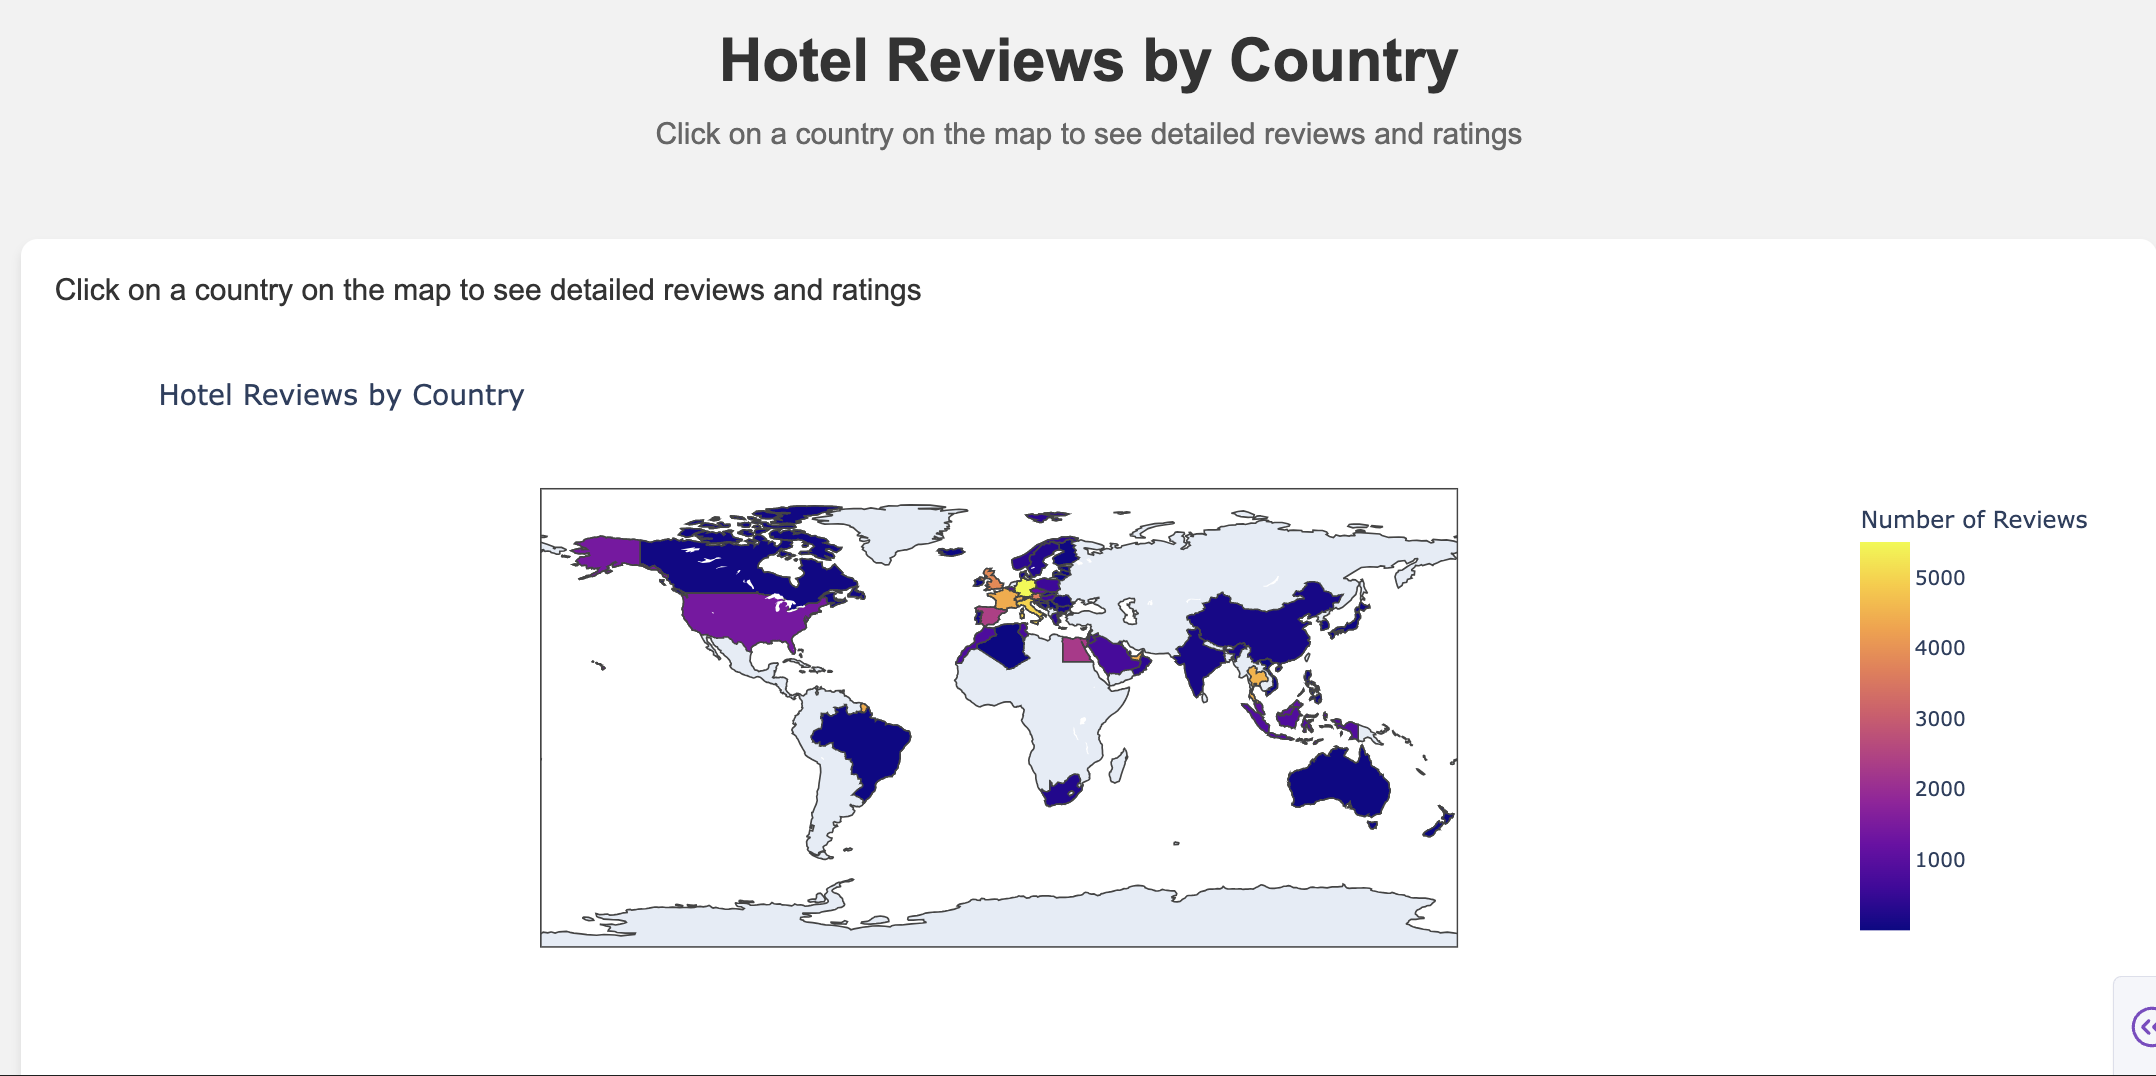 Hotel Reviews by Country
Click on a country on the map to see detailed reviews and ratings
Click on a country on the map to see detailed reviews and ratings
Hotel Reviews by Country
Number of Reviews
5000
4000
3000
2000
1000